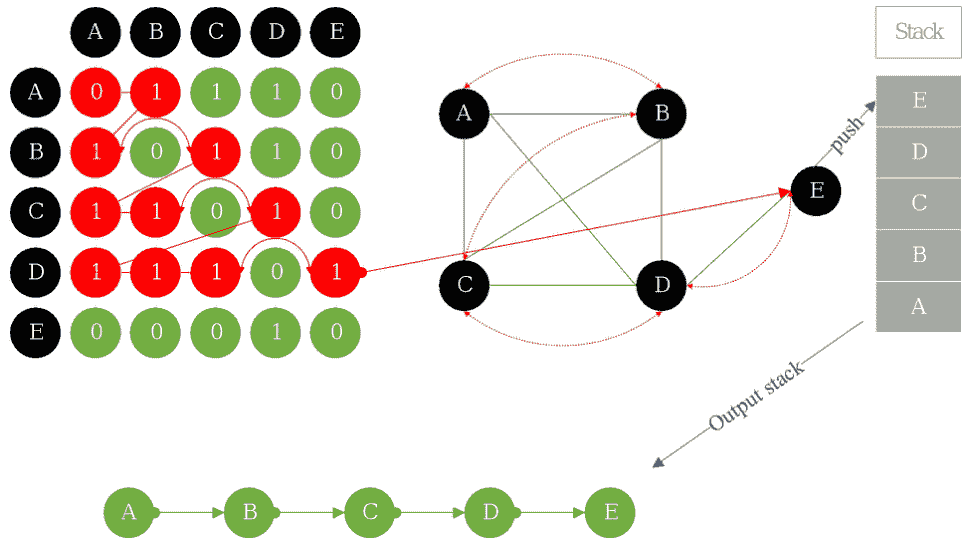 A B C D E
A 0 1 1 1 0
B 1 0 1 1 0
C 1 1 0 1 0
D 1 1 1 0 1
E 0 0 0 1 0
A
B
C
D
E
push
Stack
E
D
C
B
A
Output stack
A B C D E